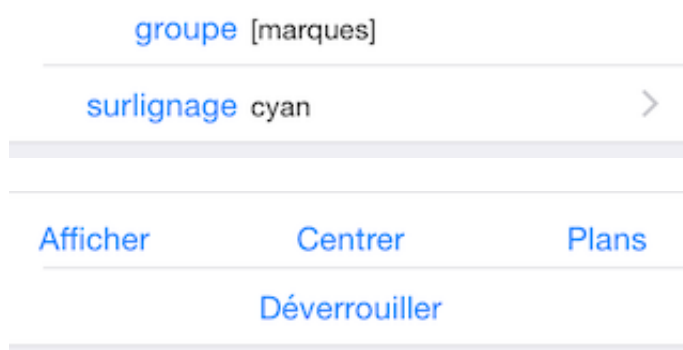 groupe [marques]
surlignage cyan
Afficher Centrer Plans
Déverrouiller